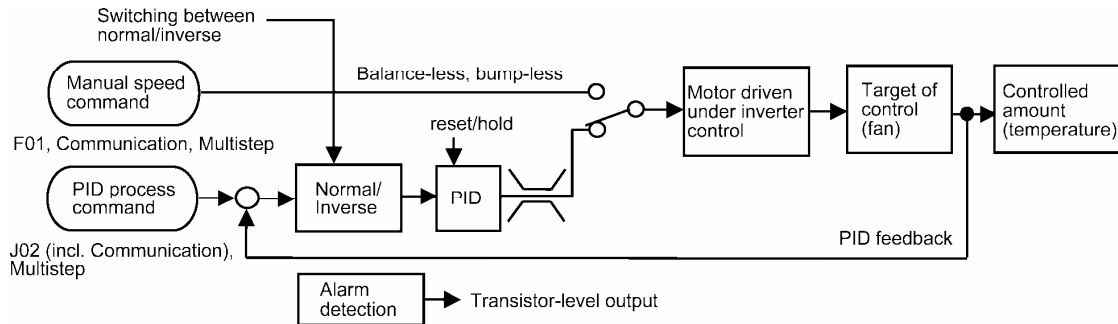 Switching between
normal/inverse
Manual speed
command
Balance-less, bump-less
Motor driven
under inverter
control
Target of
control
(fan)
Controlled
amount
(temperature)
F01, Communication, Multistep
reset/hold
PID process
command
Normal/
Inverse
PID
J02 (incl. Communication),
Multistep
PID feedback
Alarm
detection
Transistor-level output